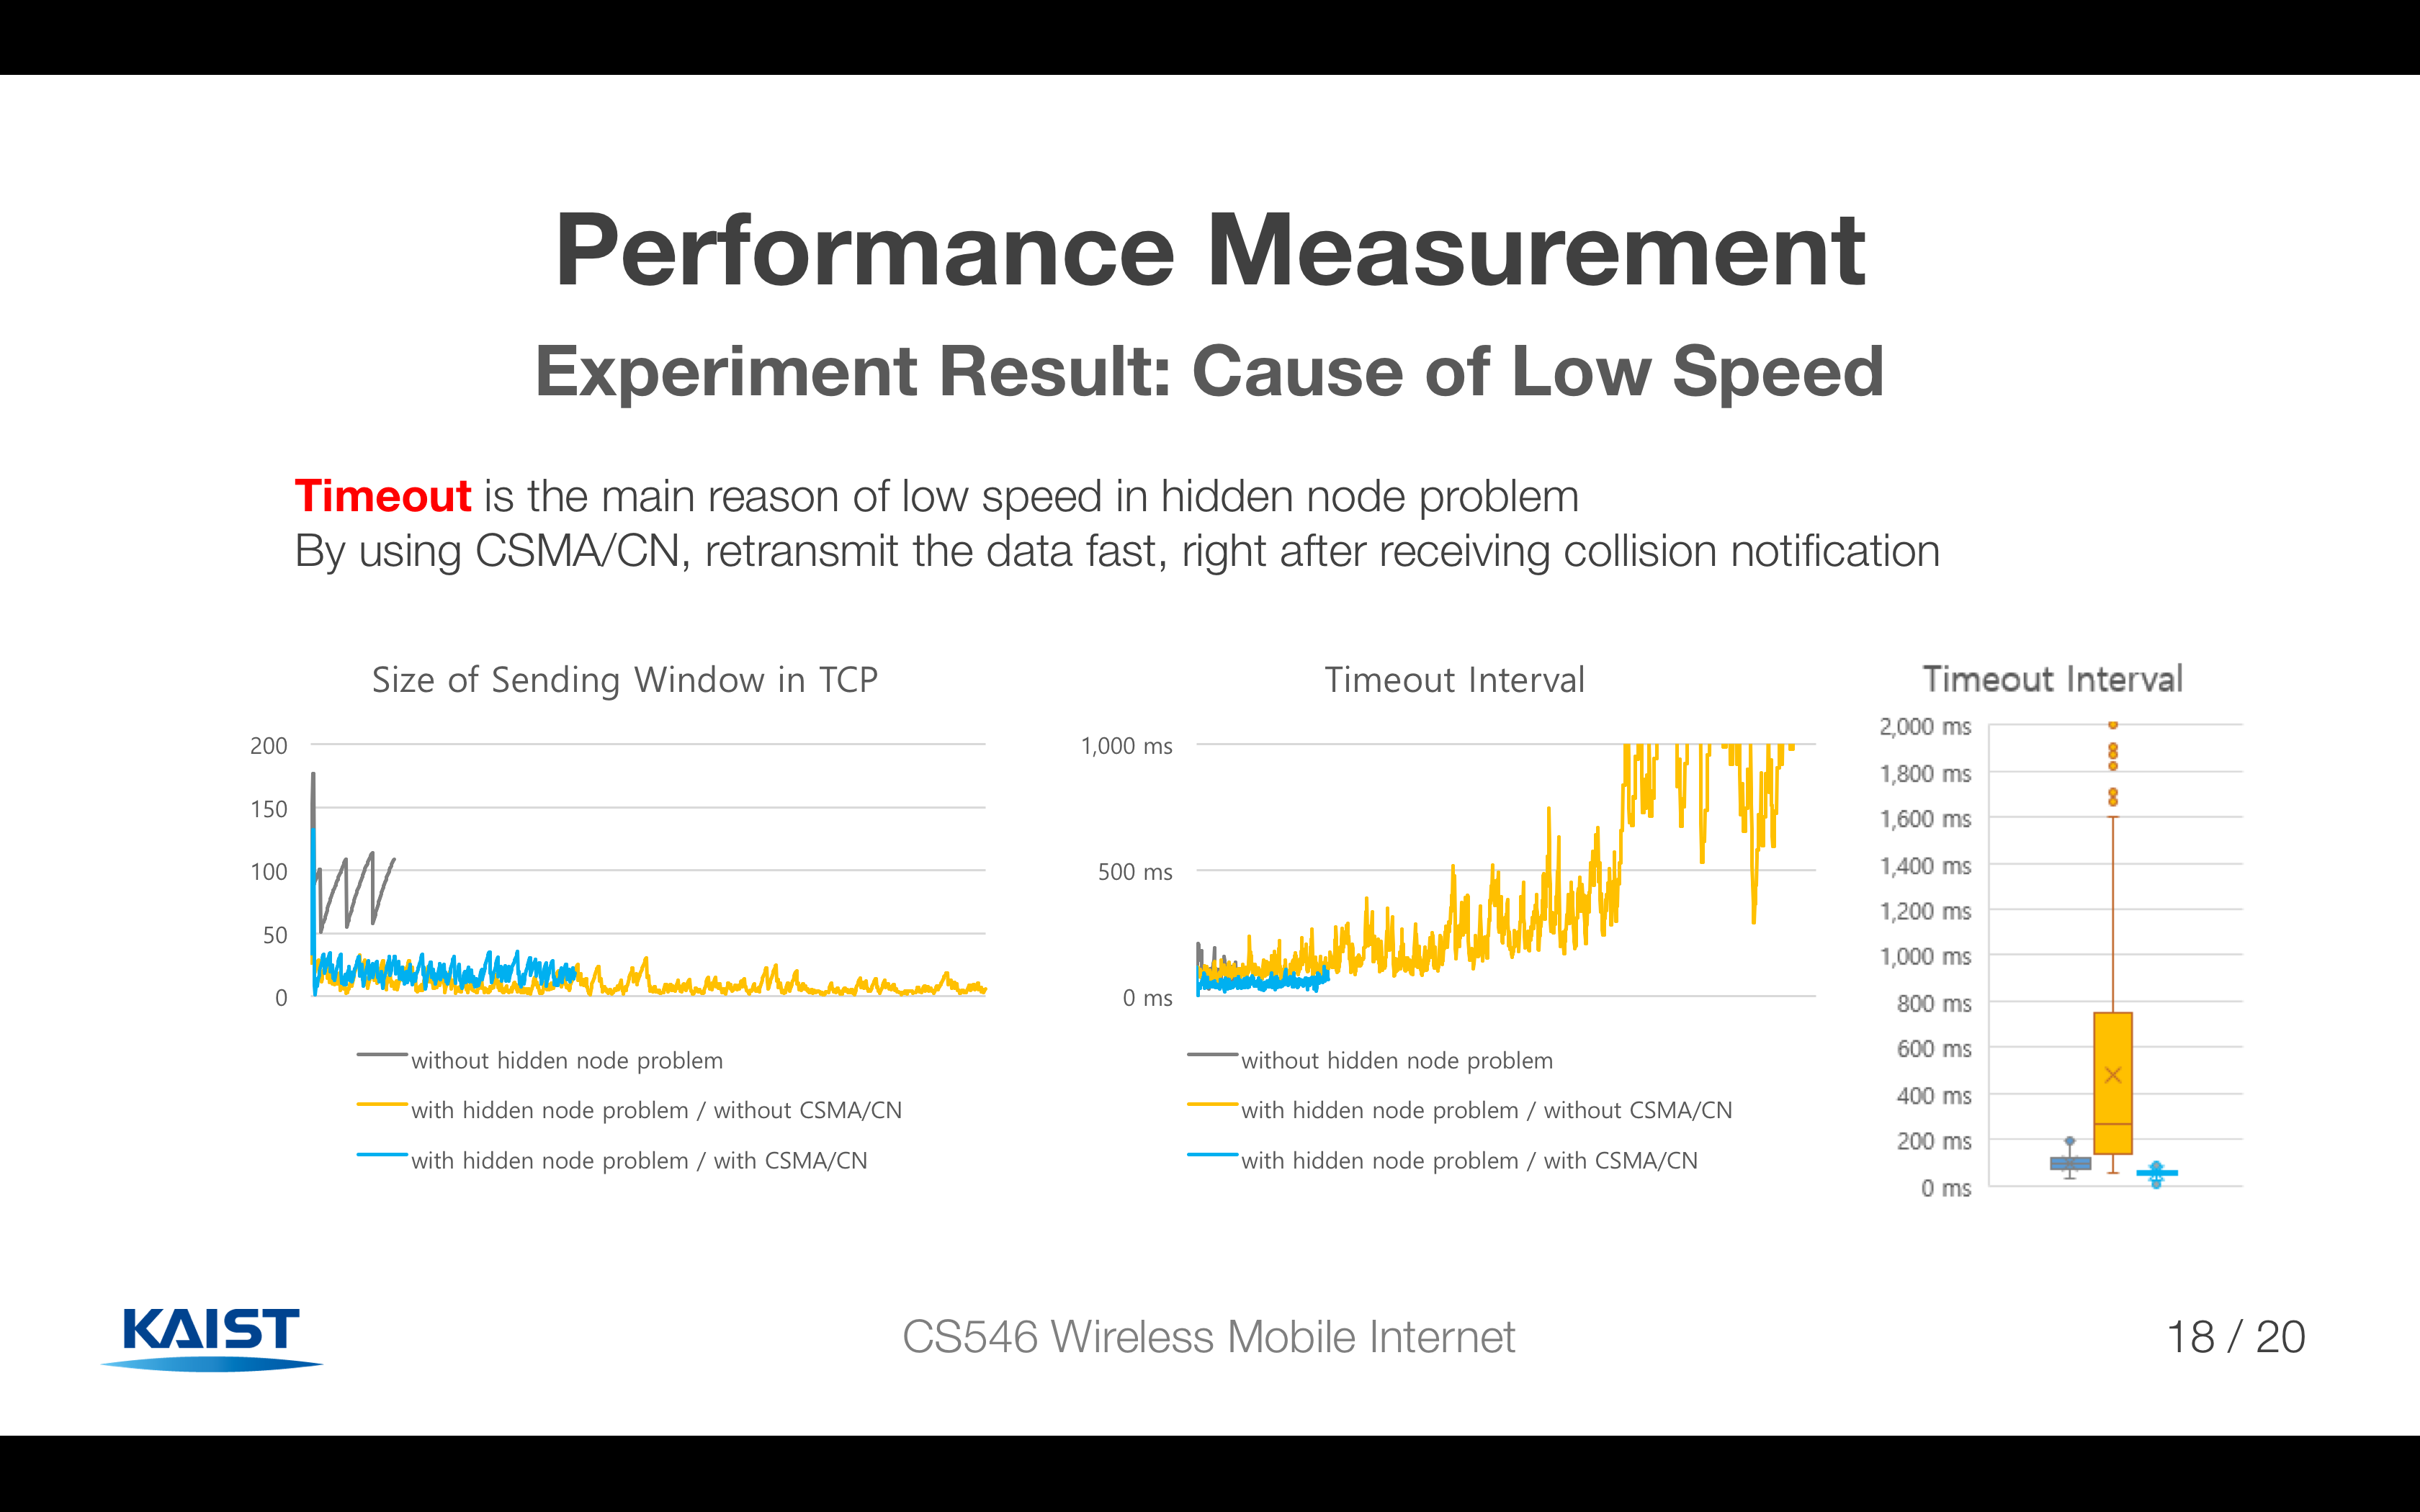 Performance Measurement
Experiment Result: Cause of Low Speed
Timeout is the main reason of low speed in hidden node problem
By using CSMA/CN, retransmit the data fast, right after receiving collision notification
Size of Sending Window in TCP
200
150
100
50
0
without hidden node problem
with hidden node problem / without CSMA/CN
with hidden node problem / with CSMA/CN
Timeout Interval
1,000 ms
500 ms
0 ms
without hidden node problem
with hidden node problem / without CSMA/CN
with hidden node problem / with CSMA/CN
Timeout Interval
2,000 ms
1,800 ms
1,600 ms
1,400 ms
1,200 ms
1,000 ms
800 ms
600 ms
400 ms
200 ms
0 ms
KAIST
CS546 Wireless Mobile Internet
18 / 20